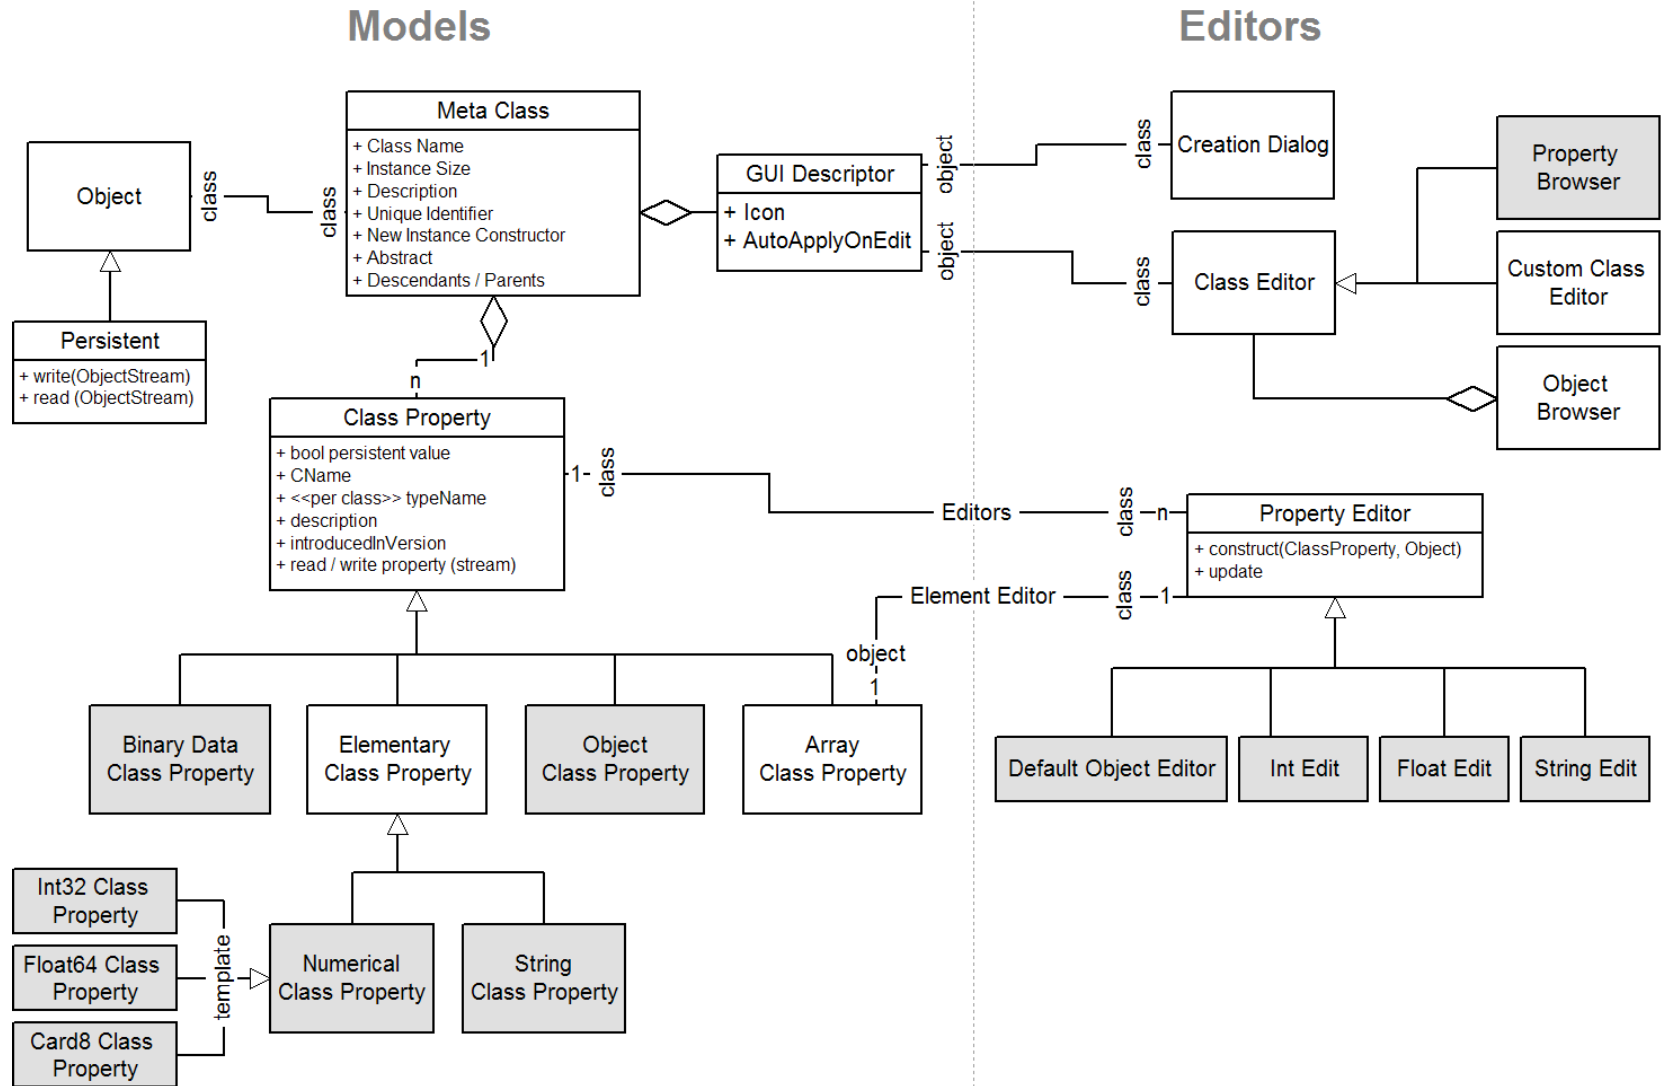 Models
Editors
Meta Class
+ Class Name
+ Instance Size
+ Description
+ Unique Identifier
+ New Instance Constructor
+ Abstract
+ Descendants / Parents
Object
class
class
Persistent
+ write(ObjectStream)
+ read (ObjectStream)
GUI Descriptor
+ Icon
+ AutoApplyOnEdit
object
object
class
class
Creation Dialog
Class Editor
Property
Browser
Custom Class
Editor
Object
Browser
1
n
Class Property
+ bool persistent value
+ CName
+ <<per class>> typeName
+ description
+ introducedInVersion
+ read / write property (stream)
1
class
Editors
class
n
Property Editor
+ construct(ClassProperty, Object)
+ update
Element Editor
class
1
object
1
Binary Data
Class Property
Elementary
Class Property
Object
Class Property
Array
Class Property
Default Object Editor
Int Edit
Float Edit
String Edit
Int32 Class
Property
Float64 Class
Property
Card8 Class
Property
template
Numerical
Class Property
String
Class Property